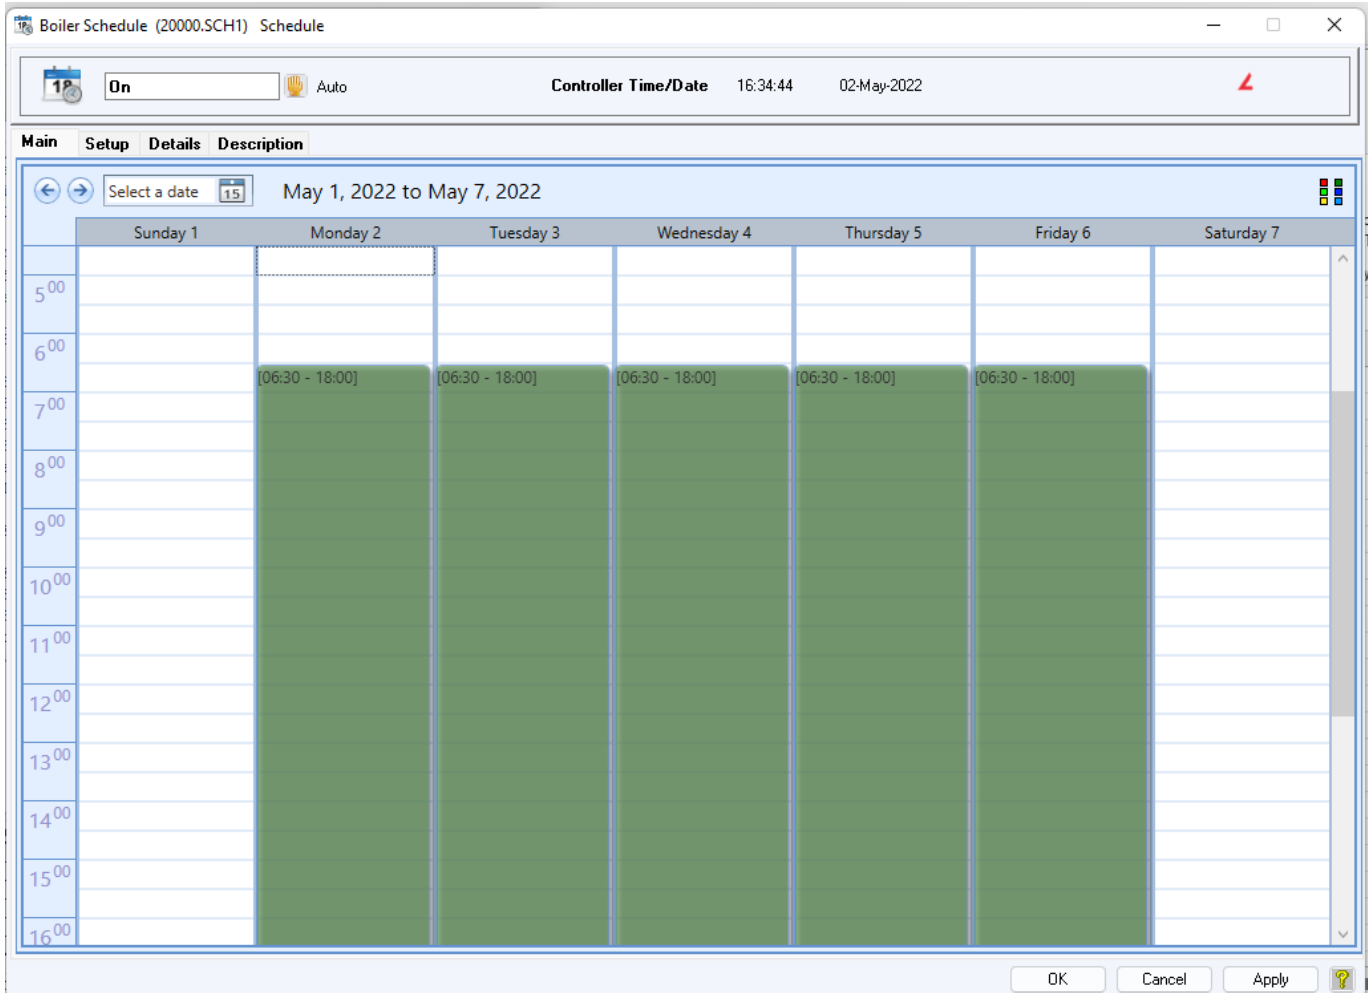 Boiler Schedule (20000.SCH1) Schedule
18
On Auto Controller Time/Date 16:34:44 02-May-2022
Main Setup Details Description
Select a date 15 May 1, 2022 to May 7, 2022
Sunday 1 Monday 2 Tuesday 3 Wednesday 4 Thursday 5 Friday 6 Saturday 7
5 00
6 00
[06:30 - 18:00] [06:30 - 18:00] [06:30 - 18:00] [06:30 - 18:00] [06:30 - 18:00]
7 00
8 00
9 00
10 00
11 00
12 00
13 00
14 00
15 00
16 00
OK Cancel Apply ?